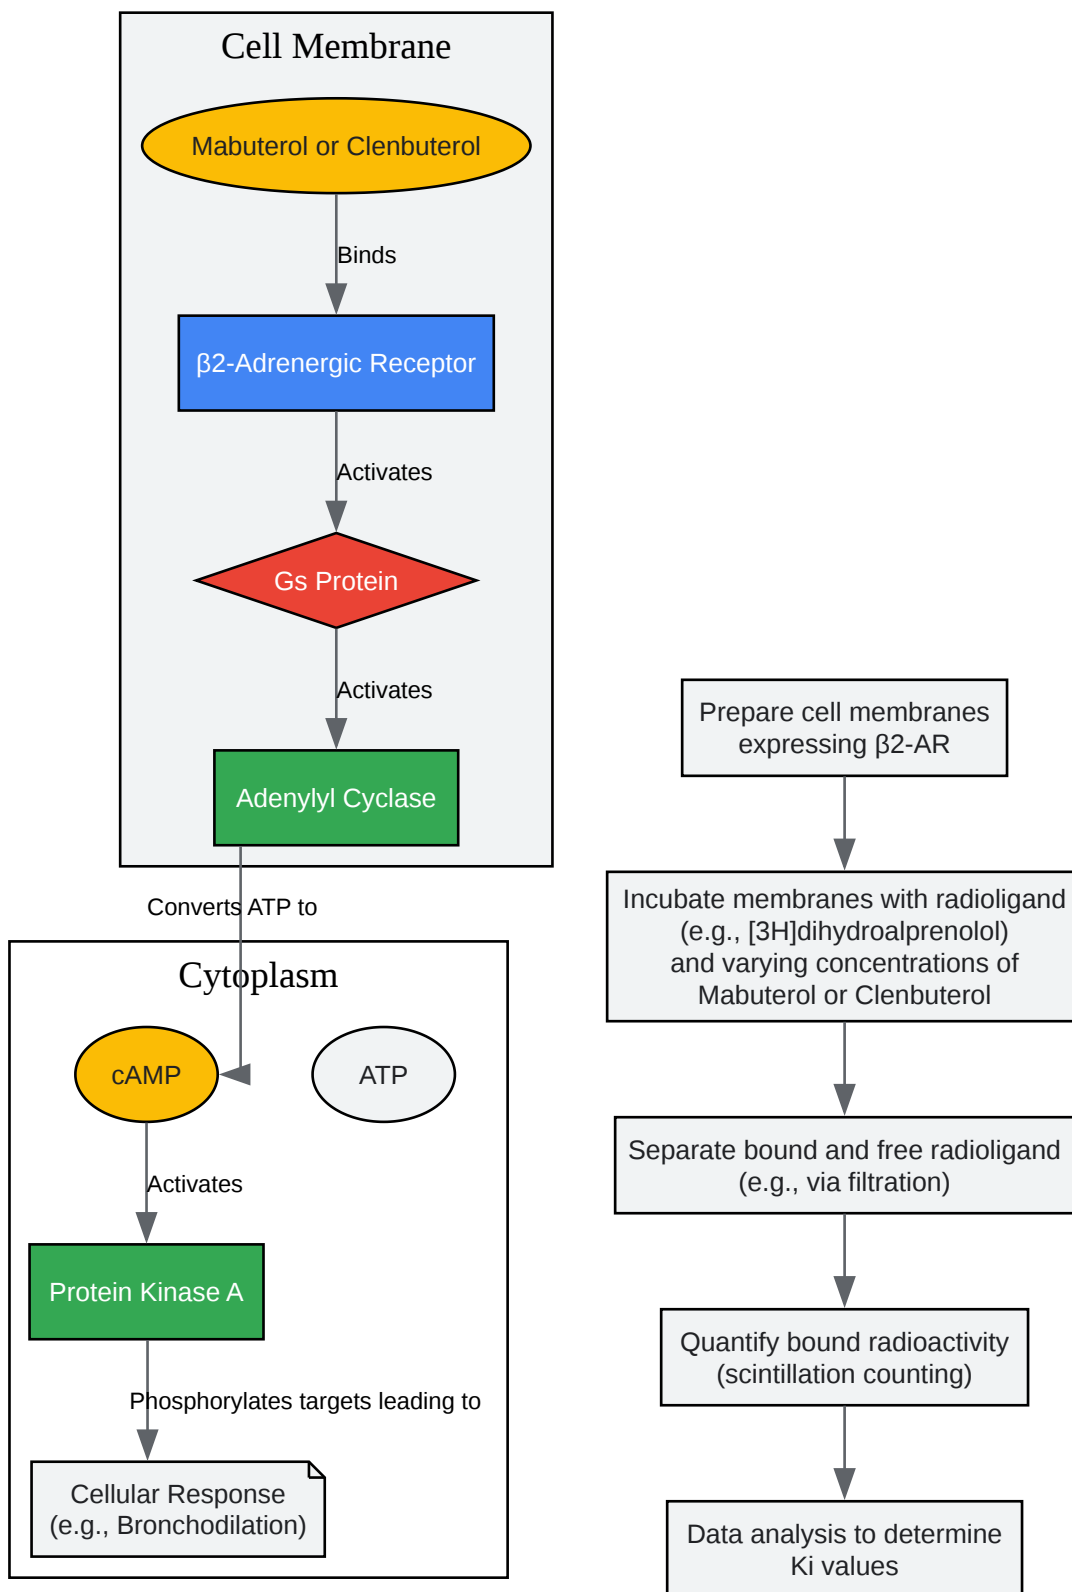 Cell Membrane
Mabuterol or Clenbuterol
Binds
β2-Adrenergic Receptor
Activates
Gs Protein
Activates
Adenylyl Cyclase
Converts ATP to
Cytoplasm
cAMP
ATP
Activates
Protein Kinase A
Phosphorylates targets leading to
Cellular Response
(e.g., Bronchodilation)
Prepare cell membranes
expressing β2-AR
Incubate membranes with radioligand
(e.g., [3H]dihydroalprenolol)
and varying concentrations of
Mabuterol or Clenbuterol
Separate bound and free radioligand
(e.g., via filtration)
Quantify bound radioactivity
(scintillation counting)
Data analysis to determine
Ki values